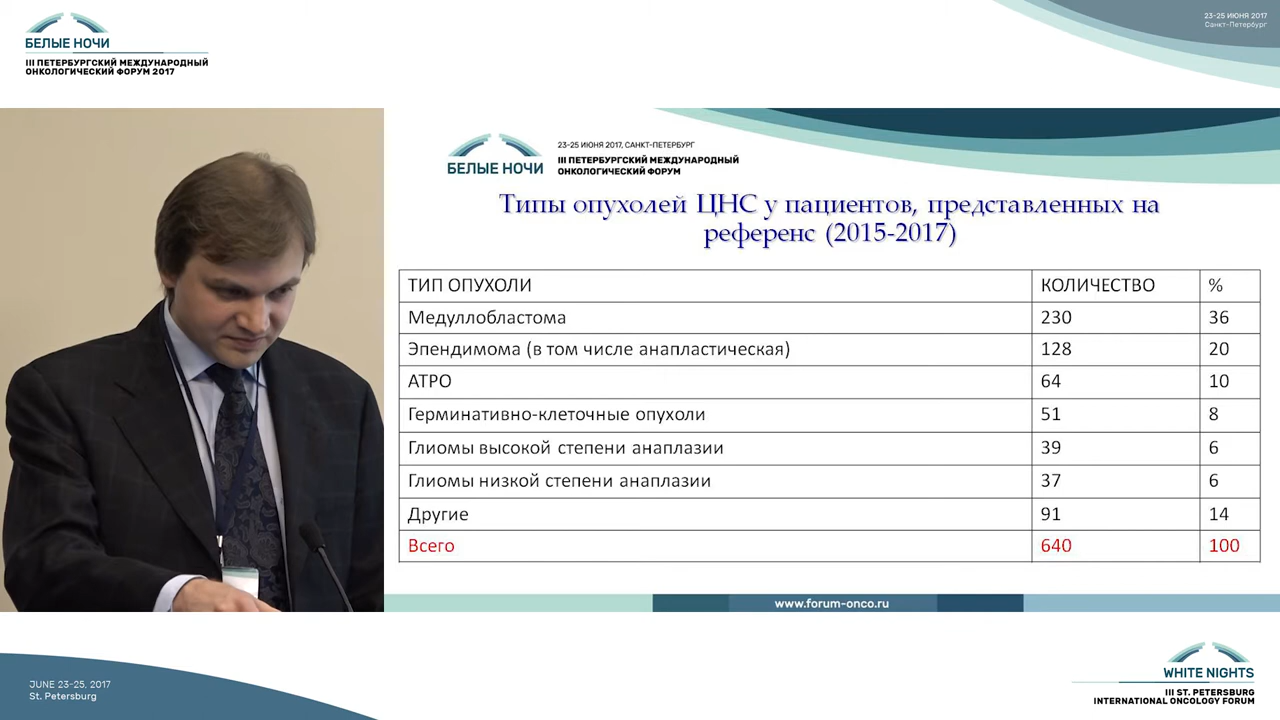 БЕЛЫЕ НОЧИ
III ПЕТЕРБУРГСКИЙ МЕЖДУНАРОДНЫЙ
ОНКОЛОГИЧЕСКИЙ ФОРУМ 2017
23-25 ИЮНЯ 2017
Санкт-Петербург
БЕЛЫЕ НОЧИ
23-25 ИЮНЯ 2017, САНКТ-ПЕТЕРБУРГ
III ПЕТЕРБУРГСКИЙ МЕЖДУНАРОДНЫЙ
ОНКОЛОГИЧЕСКИЙ ФОРУМ
Типы опухолей ЦНС у пациентов, представленных на
референс (2015-2017)
ТИП ОПУХОЛИ КОЛИЧЕСТВО %
Медуллобластома 230 36
Эпендимома (в том числе анапластическая) 128 20
АТРО 64 10
Герминативно-клеточные опухоли 51 8
Глиомы высокой степени анаплазии 39 6
Глиомы низкой степени анаплазии 37 6
Другие 91 14
Всего 640 100
www.forum-onco.ru
JUNE 23-25, 2017
St. Petersburg
WHITE NIGHTS
III ST. PETERSBURG
INTERNATIONAL ONCOLOGY FORUM